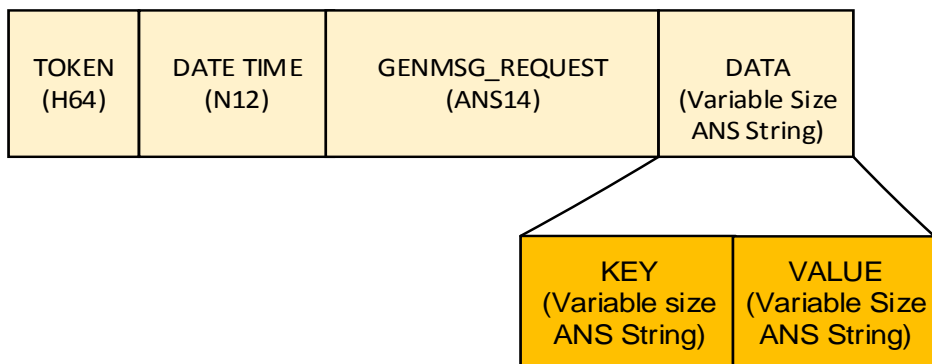 TOKEN
(H64)
DATE TIME
(N12)
GENMSG_REQUEST
(ANS14)
DATA
(Variable Size
ANS String)
KEY
(Variable size
ANS String)
VALUE
(Variable Size
ANS String)